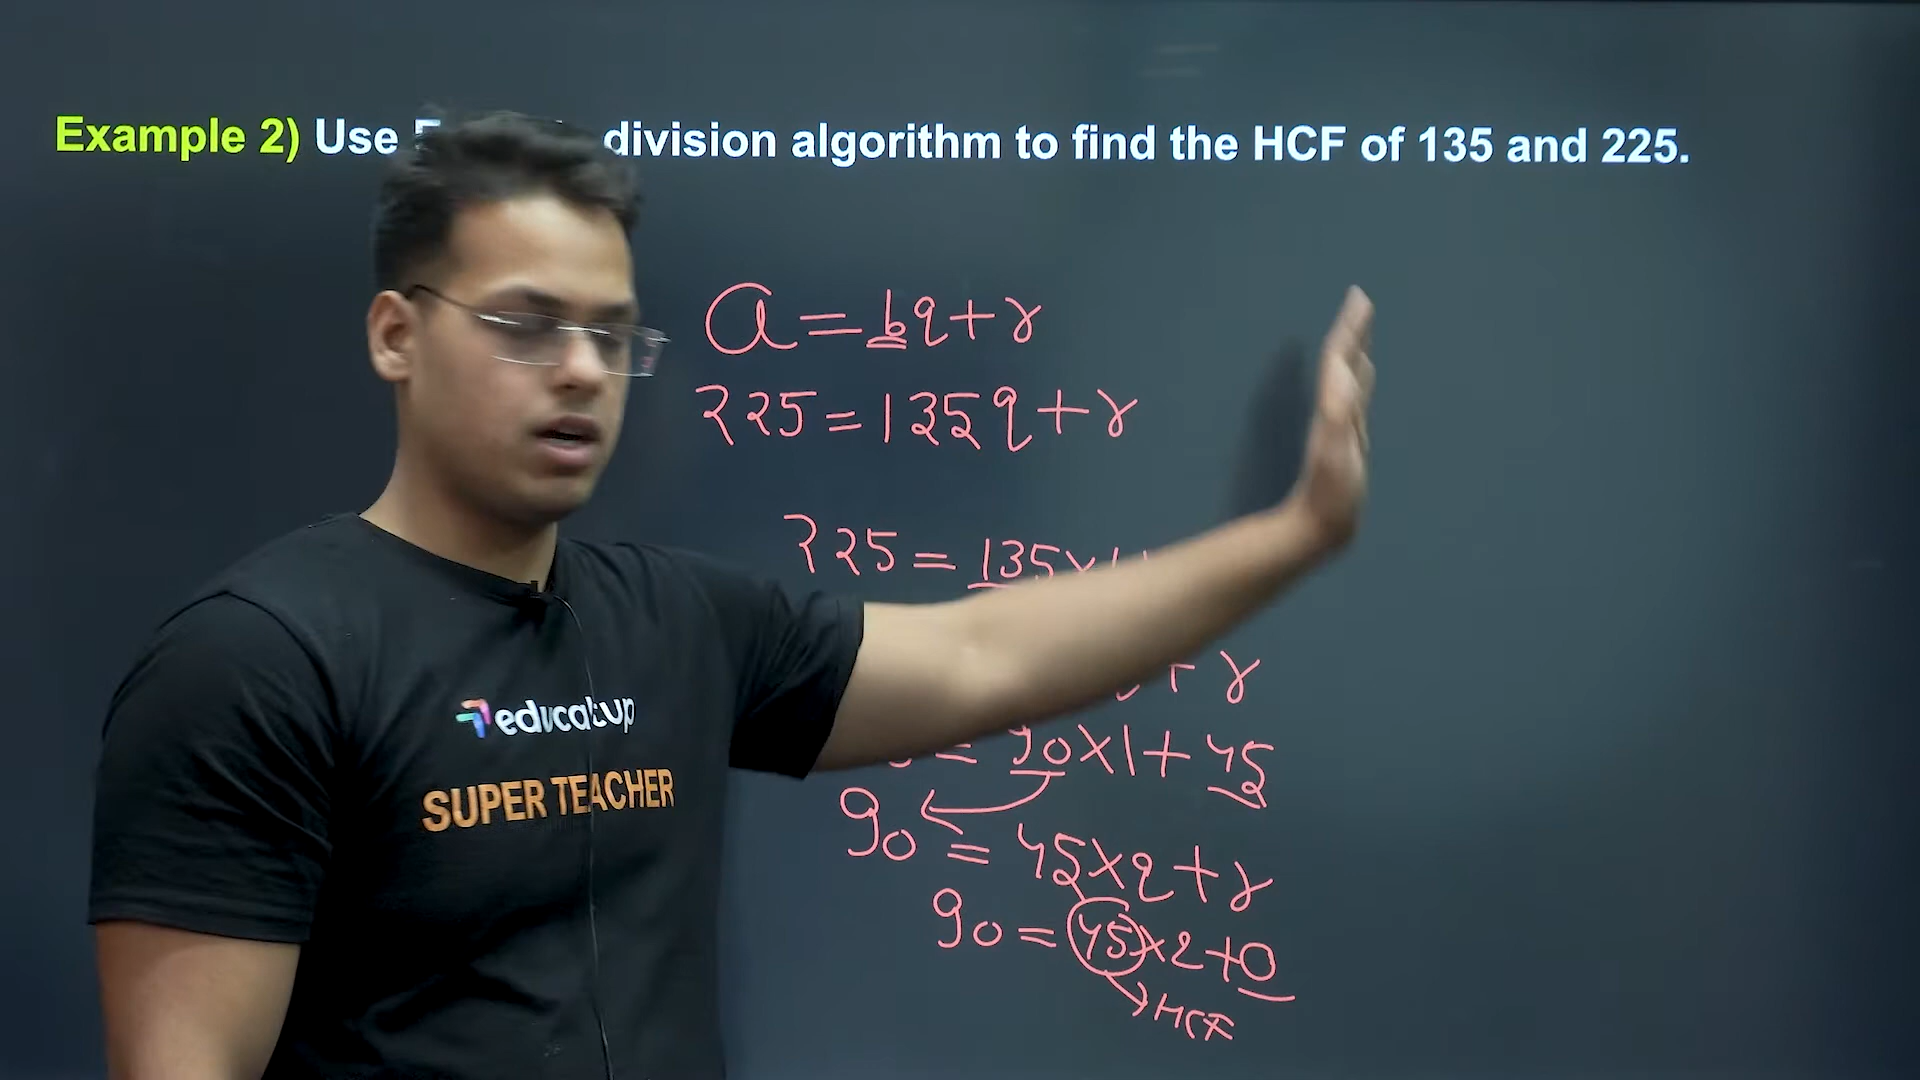 Example 2) Use division algorithm to find the HCF of 135 and 225.
a = bq + r
225 = 135q + r
225 = 135 x
+ r
= 90 x 1 + 45
90 = 45 x q + r
90 = 45 x 2 + 0
HCF
educatup
SUPER TEACHER